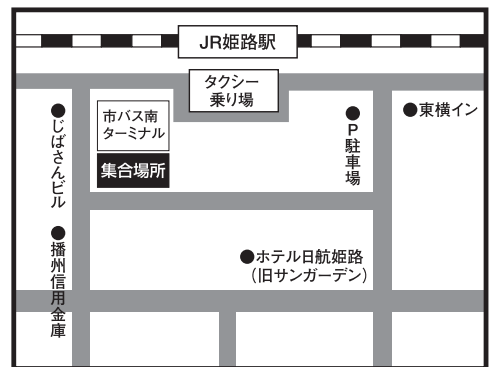 JR姫路駅
タクシー
乗り場
市バス南
ターミナル
集合場所
●じばさんビル
●P駐車場
●東横イン
●播州信用金庫
●ホテル日航姫路
（旧サンガーデン）